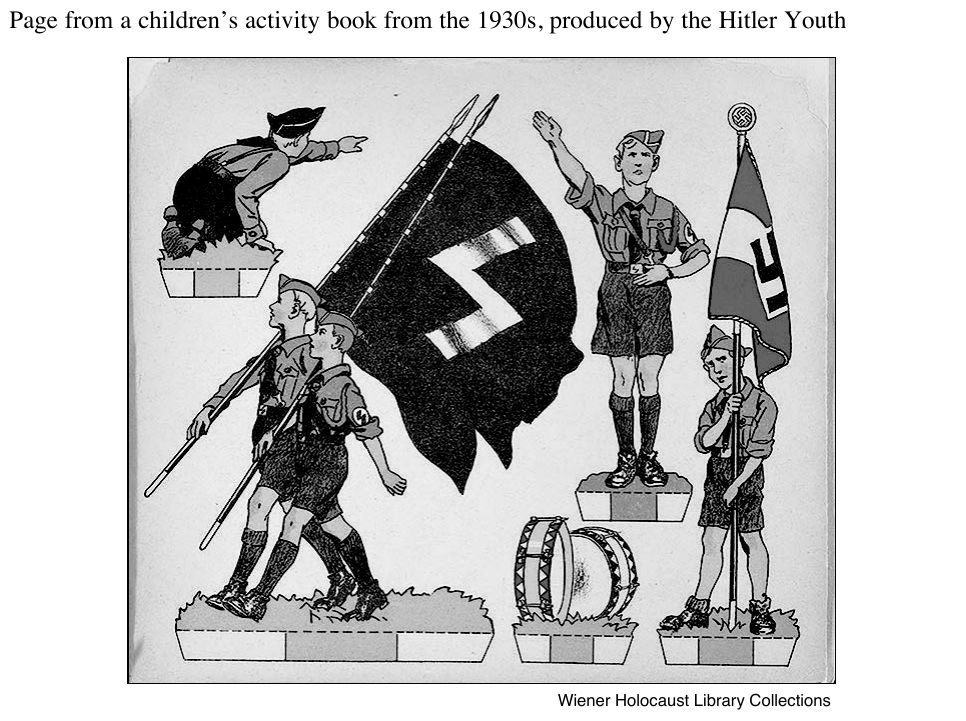 Page from a children’s activity book from the 1930s, produced by the Hitler Youth
Wiener Holocaust Library Collections